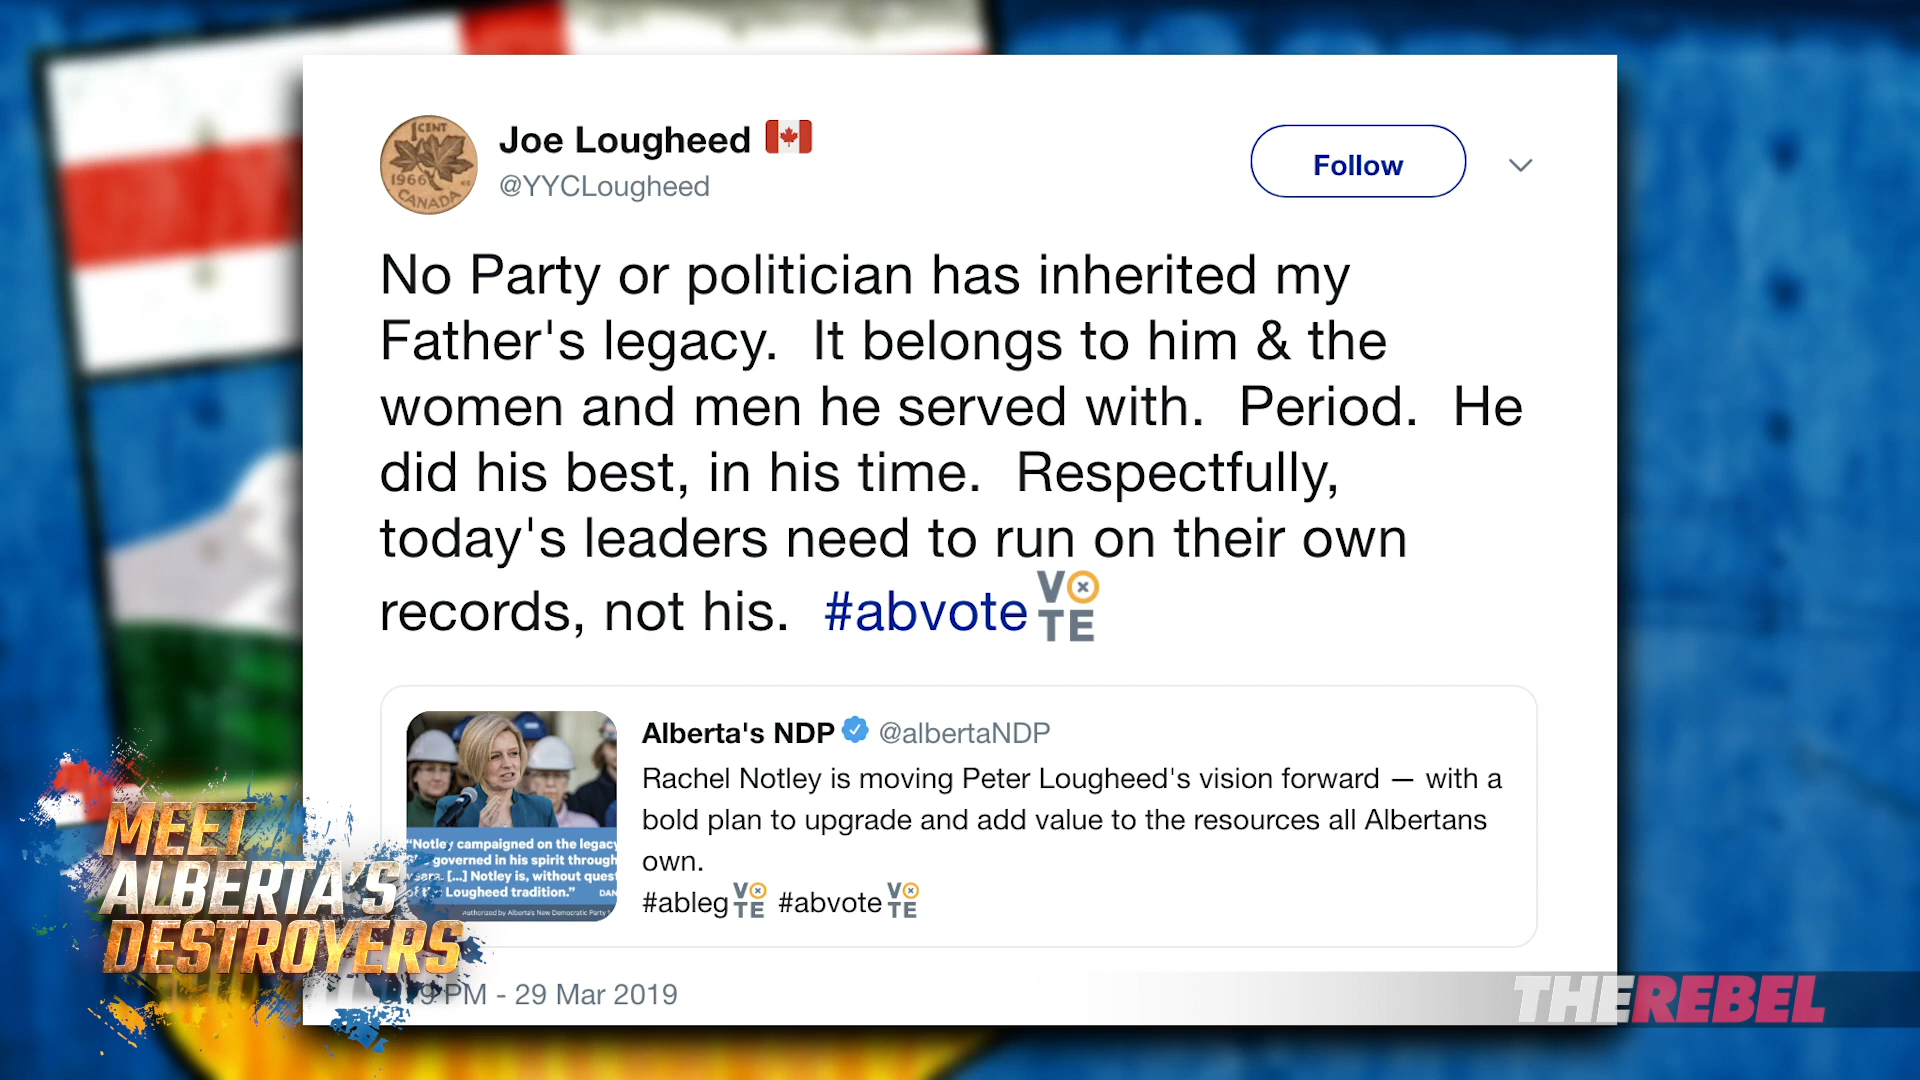 1 CENT
1966
CANADA
Joe Lougheed
@YYCLougheed
Follow
No Party or politician has inherited my
Father's legacy. It belongs to him & the
women and men he served with. Period. He
did his best, in his time. Respectfully,
today's leaders need to run on their own
records, not his. #abvote VOTE
Alberta's NDP @albertaNDP
Rachel Notley is moving Peter Lougheed's vision forward — with a
bold plan to upgrade and add value to the resources all Albertans
own.
#ableg VOTE #abvote VOTE
"Notley campaigned on the legacy
governed in his spirit through
[...] Notley is, without
Lougheed tradition."
Authorized by Alberta's New Democratic Party
9 PM - 29 Mar 2019
MEET
ALBERTA'S
DESTROYERS
THEREBEL